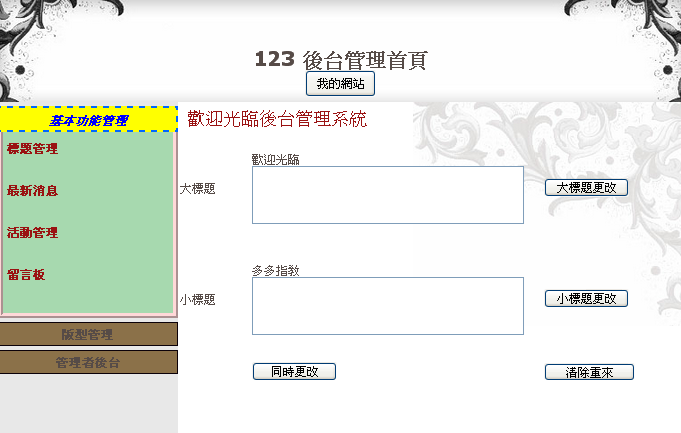 123 後台管理首頁
我的網站
基本功能管理
標題管理
最新消息
活動管理
留言板
版型管理
管理者後台
歡迎光臨後台管理系統
歡迎光臨
大標題
大標題更改
多多指教
小標題
小標題更改
同時更改
清除重來